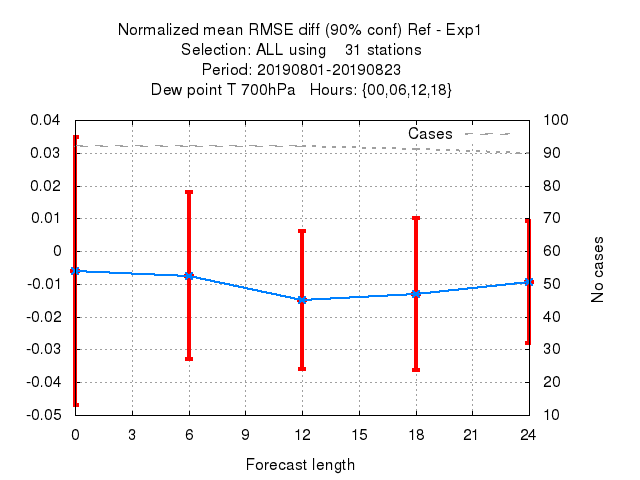 Normalized mean RMSE diff (90% conf) Ref - Exp1
Selection: ALL using 31 stations
Period: 20190801-20190823
Dew point T 700hPa Hours: {00,06,12,18}
Cases
0.04
0.03
0.02
0.01
0
-0.01
-0.02
-0.03
-0.04
-0.05
100
90
80
70
60
50
40
30
20
10
No cases
0 3 6 9 12 15 18 21 24
Forecast length